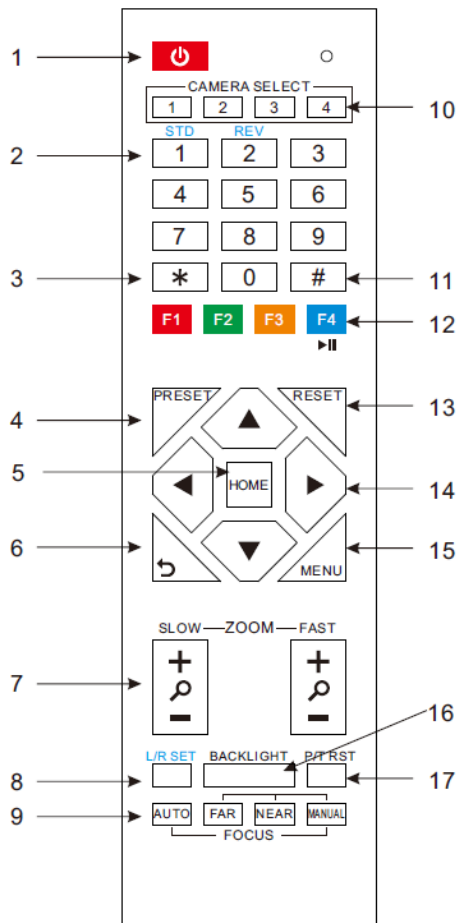 1
CAMERA SELECT
1 2 3 4
10
STD REV
2
1 2 3
4 5 6
7 8 9
3
* 0 #
11
F1 F2 F3 F4
12
4
PRESET RESET
13
5
HOME
14
6
MENU
15
SLOW ZOOM FAST
+ +
7
- -
16
L/R SET BACKLIGHT P/T RST
8
17
9
AUTO FAR NEAR MANUAL
FOCUS